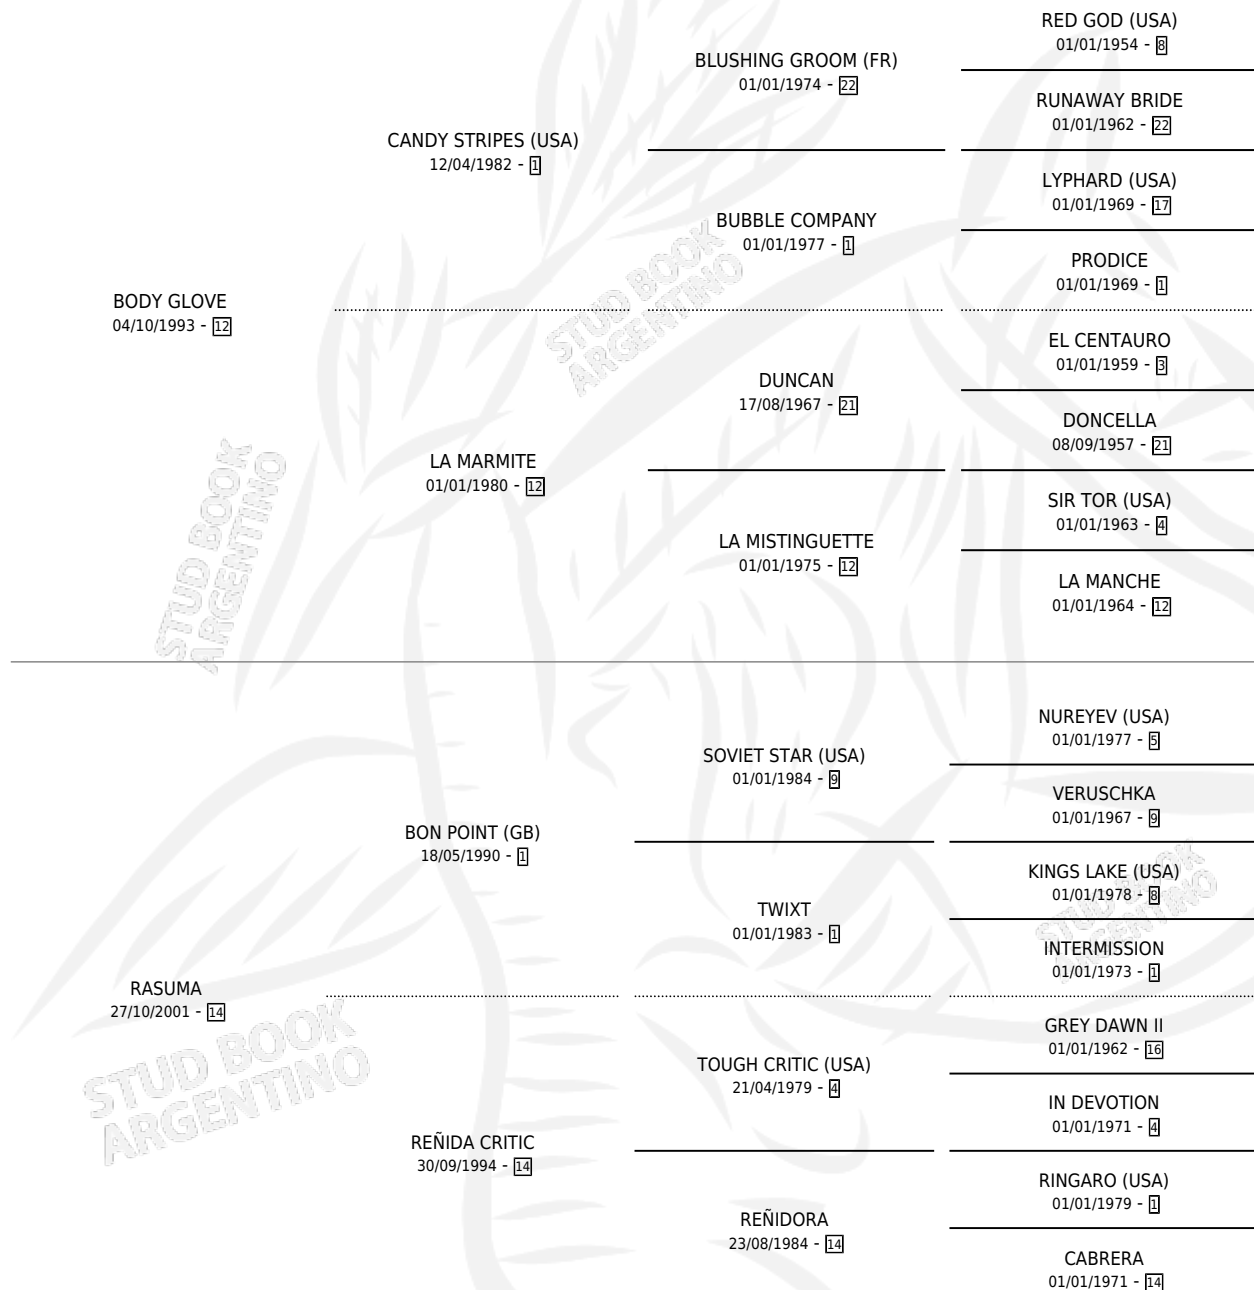 RED GOD (USA)
01/01/1954 - 8
BLUSHING GROOM (FR)
01/01/1974 - 22
RUNAWAY BRIDE
01/01/1962 - 22
CANDY STRIPES (USA)
12/04/1982 - 1
LYPHARD (USA)
01/01/1969 - 17
BUBBLE COMPANY
01/01/1977 - 1
PRODICE
01/01/1969 - 1
BODY GLOVE
04/10/1993 - 12
STUD BOOK
ARGENTINO
EL CENTAURO
01/01/1959 - 3
DUNCAN
17/08/1967 - 21
DONCELLA
08/09/1957 - 21
LA MARMITE
01/01/1980 - 12
SIR TOR (USA)
01/01/1963 - 4
LA MISTINGUETTE
01/01/1975 - 12
LA MANCHE
01/01/1964 - 12
STUD BOOK
ARGENTINO
NUREYEV (USA)
01/01/1977 - 5
SOVIET STAR (USA)
01/01/1984 - 9
VERUSCHKA
01/01/1967 - 9
BON POINT (GB)
18/05/1990 - 1
KINGS LAKE (USA)
01/01/1978 - 8
TWIXT
01/01/1983 - 1
STUD BOOK
ARGENTINO
INTERMISSION
01/01/1973 - 1
RASUMA
27/10/2001 - 14
STUD BOOK
ARGENTINO
GREY DAWN II
01/01/1962 - 16
TOUGH CRITIC (USA)
21/04/1979 - 4
IN DEVOTION
01/01/1971 - 4
REÑIDA CRITIC
30/09/1994 - 14
RINGARO (USA)
01/01/1979 - 1
REÑIDORA
23/08/1984 - 14
CABRERA
01/01/1971 - 14